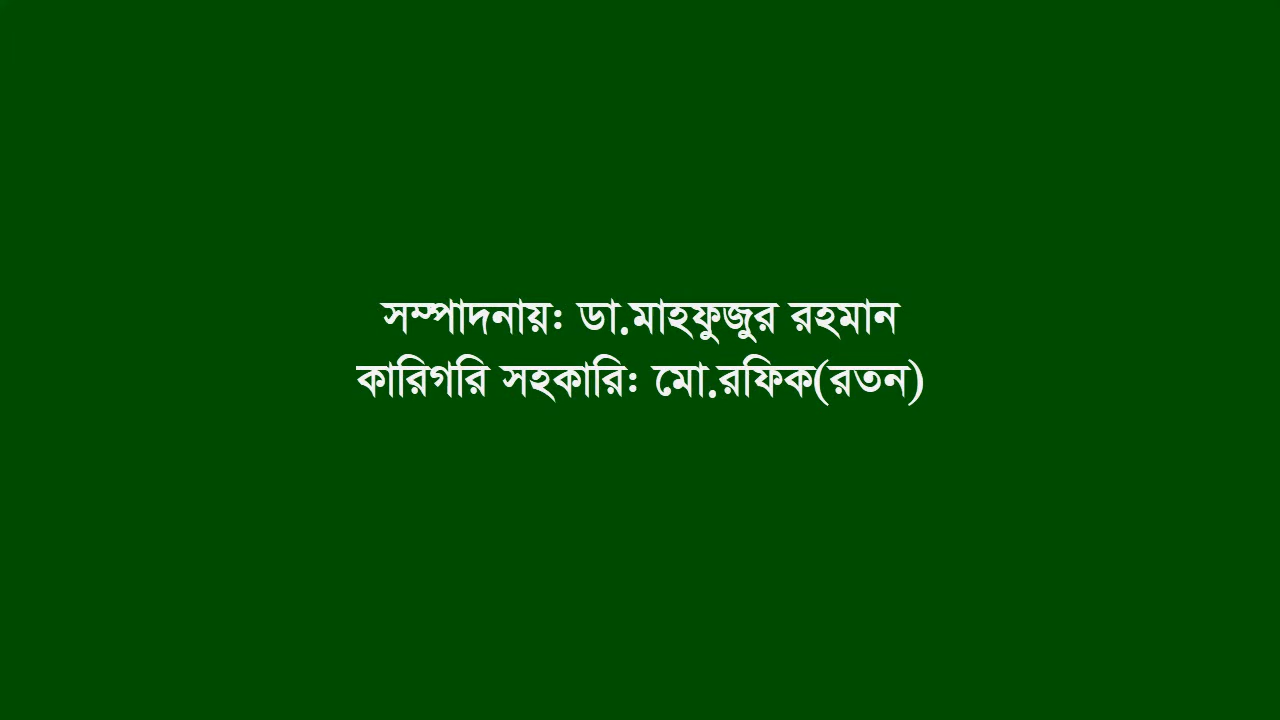 সম্পাদনায়: ডা.মাহফুজুর রহমান
কারিগরি সহকারি: মো.রফিক(রতন)